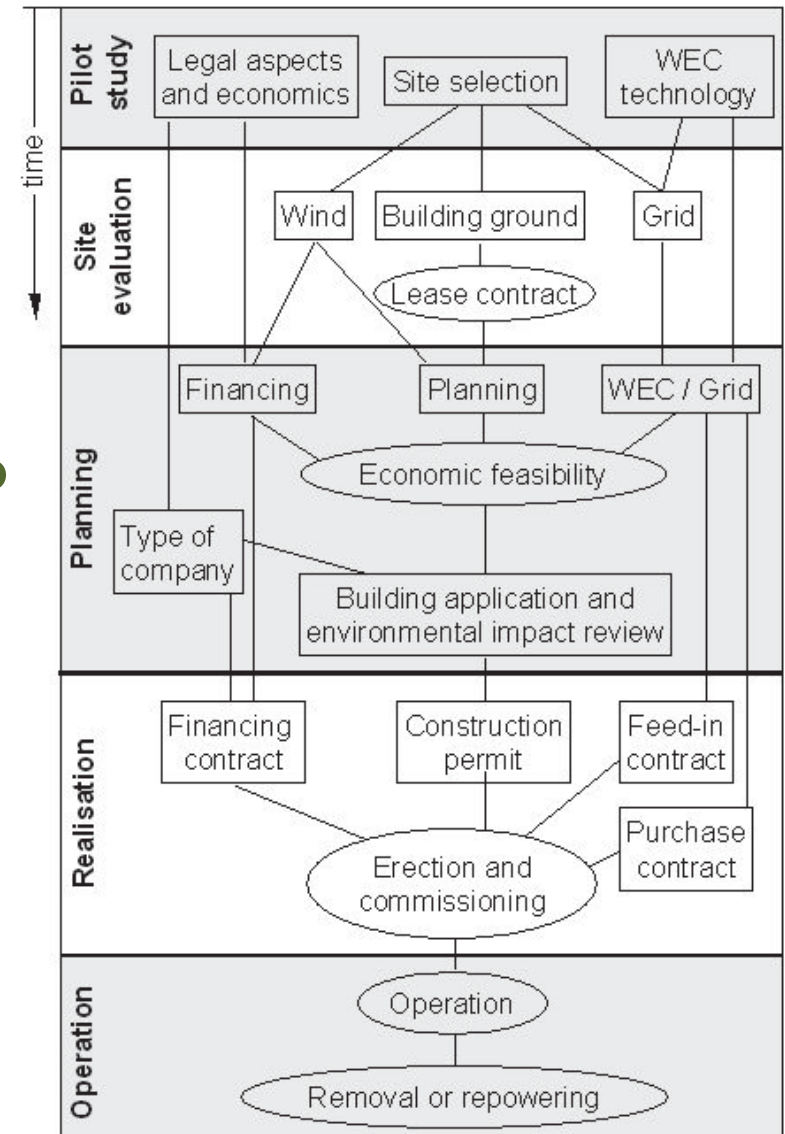 time
Pilot
study
Legal aspects
and economics
Site selection
WEC
technology
Site
evaluation
Wind
Building ground
Grid
Lease contract
Planning
Financing
Planning
WEC / Grid
Economic feasibility
Type of
company
Building application and
environmental impact review
Realisation
Financing
contract
Construction
permit
Feed-in
contract
Purchase
contract
Erection and
commissioning
Operation
Operation
Removal or repowering